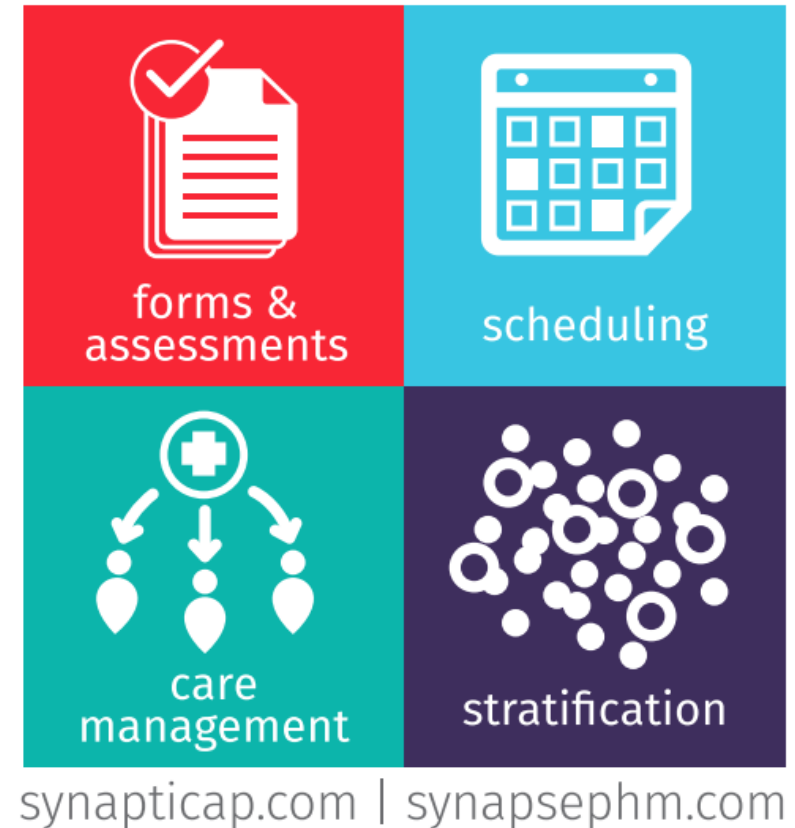 forms &
assessments
scheduling
care
management
stratification
synapticap.com | synapsephm.com